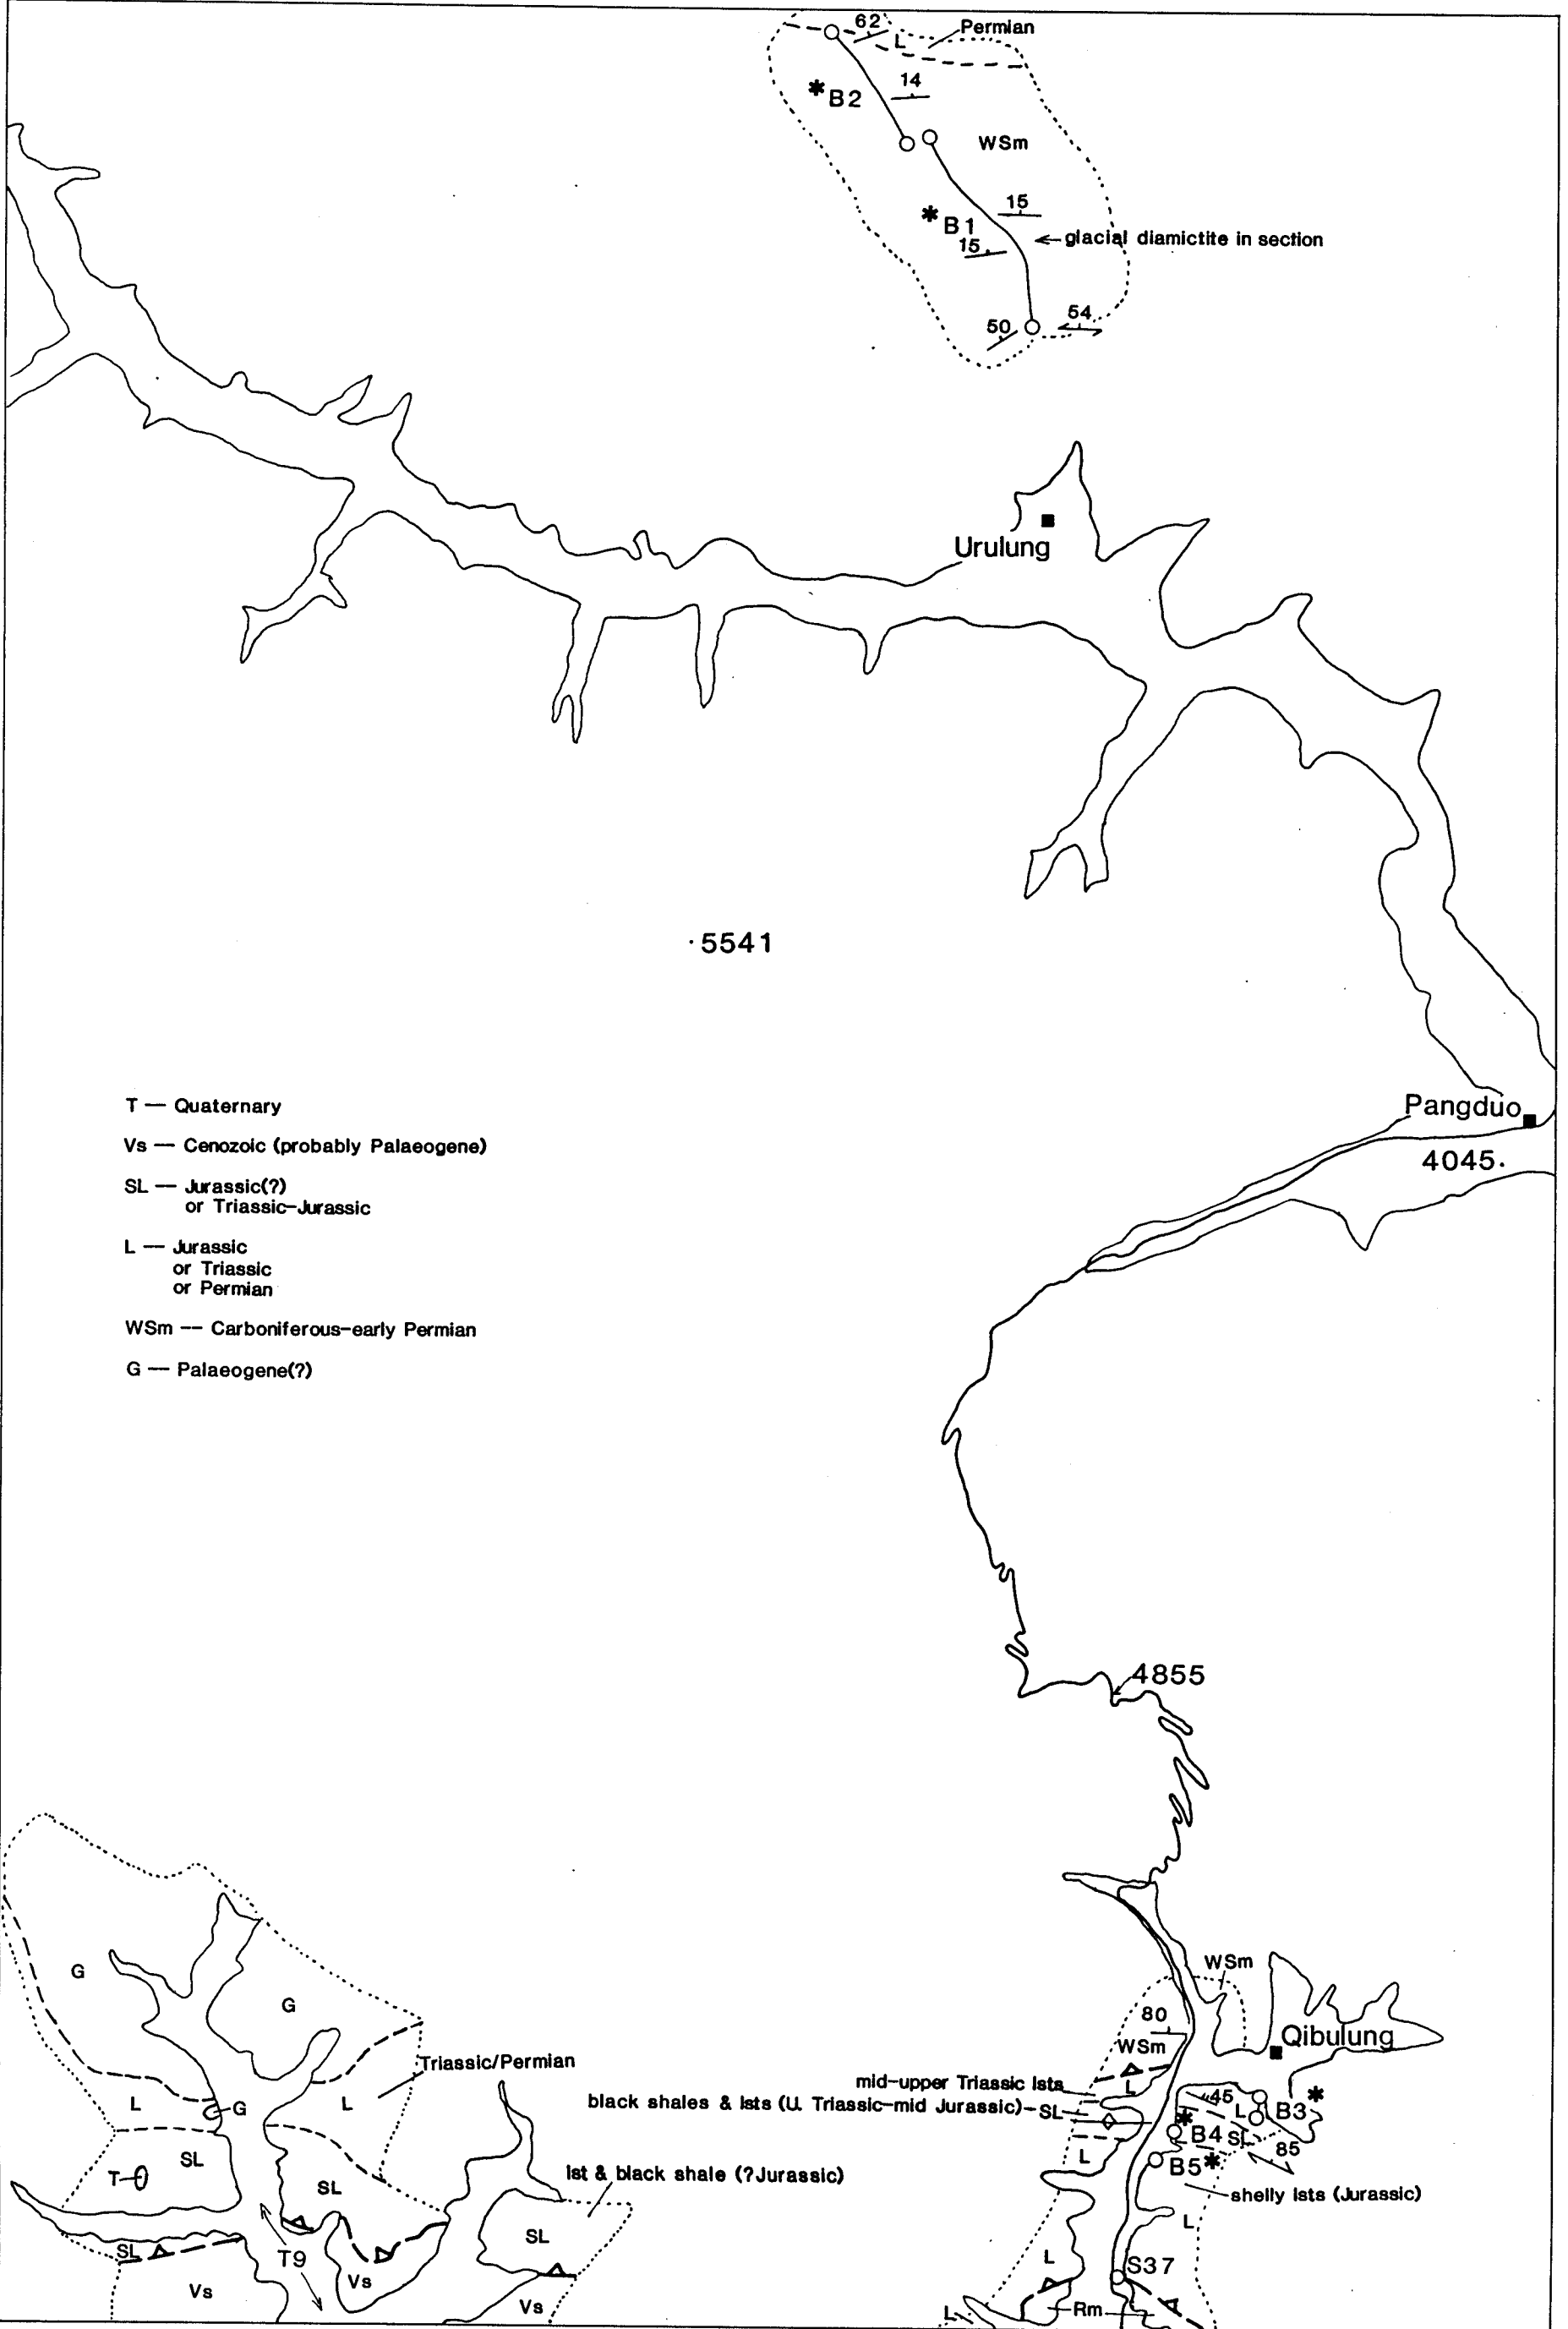 62
Permian
L
14
*B2
WSm
15
*B1
glacial diamictite in section
15
50
54
Urulung
5541
T — Quaternary
Vs — Cenozoic (probably Palaeogene)
SL — Jurassic(?)
or Triassic-Jurassic
L — Jurassic
or Triassic
or Permian
WSm — Carboniferous-early Permian
G — Palaeogene(?)
Pangduo
4045
4855
WSm
G
G
80
Qibulung
WSm
Triassic/Permian
mid-upper Triassic lsts
L
L
G
L
black shales & lsts (U. Triassic-mid Jurassic)
SL
45
L
B3*
*
B4
SL
85
L
B5*
T
SL
SL
lst & black shale (?Jurassic)
shelly lsts (Jurassic)
L
SL
SL
T9
L
S37
Vs
Vs
Vs
L
Rm